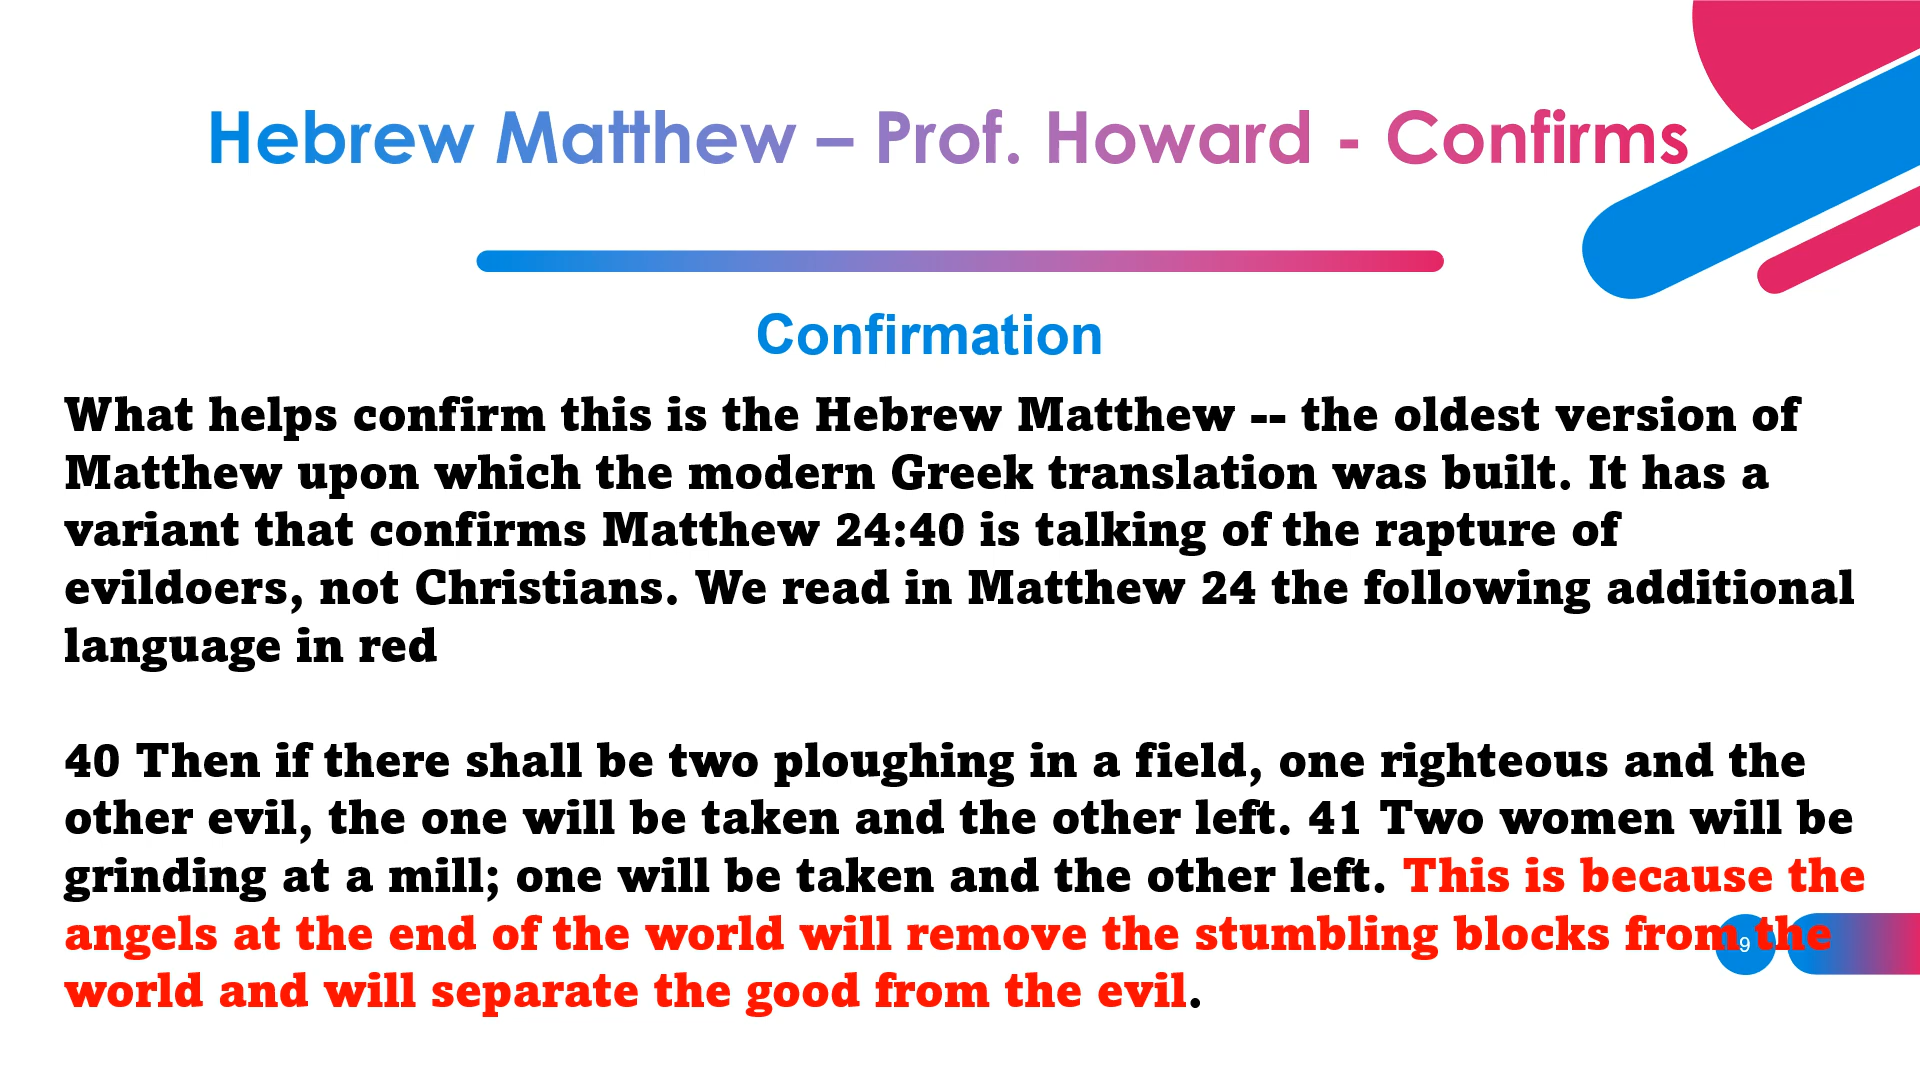 Hebrew Matthew – Prof. Howard - Confirms
Confirmation
What helps confirm this is the Hebrew Matthew -- the oldest version of
Matthew upon which the modern Greek translation was built. It has a
variant that confirms Matthew 24:40 is talking of the rapture of
evildoers, not Christians. We read in Matthew 24 the following additional
language in red
40 Then if there shall be two ploughing in a field, one righteous and the
other evil, the one will be taken and the other left. 41 Two women will be
grinding at a mill; one will be taken and the other left. This is because the
angels at the end of the world will remove the stumbling blocks from the
world and will separate the good from the evil.
9